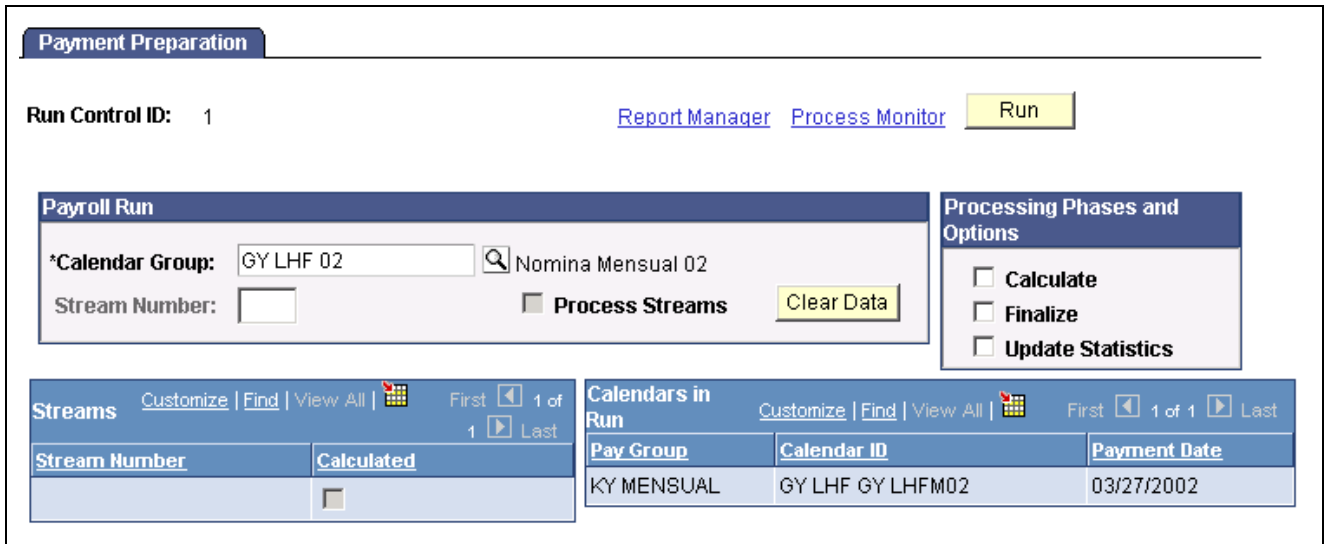 Payment Preparation
Run Control ID: 1 Report Manager Process Monitor Run
Payroll Run
*Calendar Group: GY LHF 02 Nomina Mensual 02
Stream Number: Process Streams Clear Data
Processing Phases and
Options
Calculate
Finalize
Update Statistics
Streams Customize | Find | View All | First 1 of
1 Last
Stream Number Calculated
Calendars in
Run Customize | Find | View All | First 1 of 1 Last
Pay Group Calendar ID Payment Date
KY MENSUAL GY LHF GY LHFM02 03/27/2002